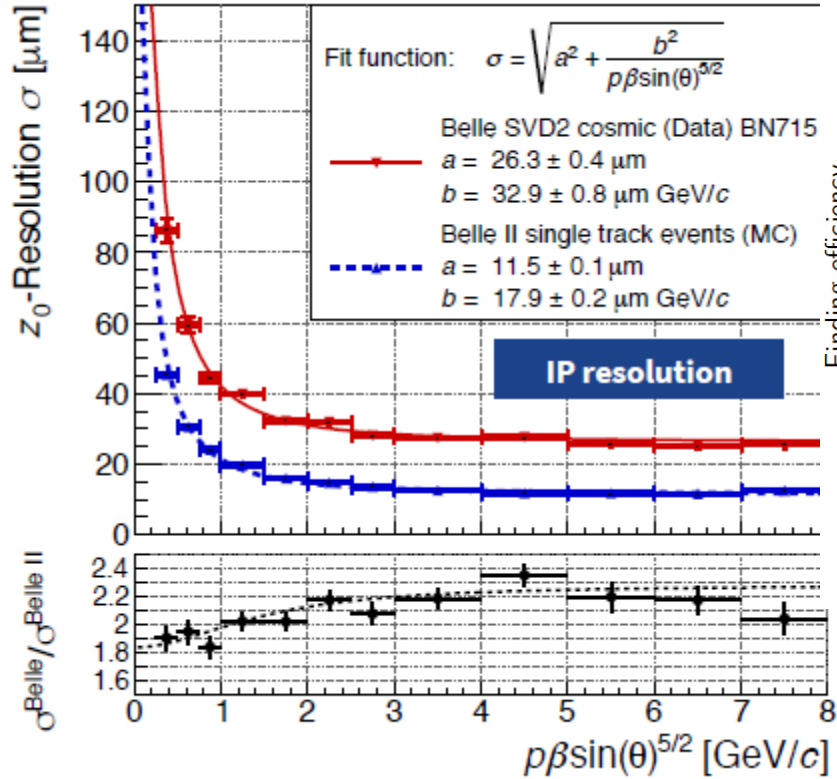 z₀-Resolution σ [μm]
140
120
100
80
60
40
20
0
Fit function: σ = √(a² + b² / pβsin(θ)^5/2)
Belle SVD2 cosmic (Data) BN715
a = 26.3 ± 0.4 μm
b = 32.9 ± 0.8 μm GeV/c
Belle II single track events (MC)
a = 11.5 ± 0.1 μm
b = 17.9 ± 0.2 μm GeV/c
Finding efficiency
IP resolution
σ^Belle/σ^Belle II
2.4
2.2
2
1.8
1.6
0 1 2 3 4 5 6 7 8
pβsin(θ)^5/2 [GeV/c]